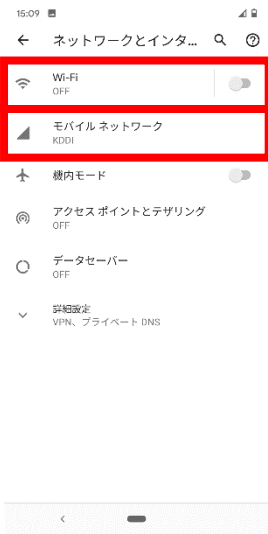 15:09
ネットワークとインタ...
Wi-Fi
OFF
モバイル ネットワーク
KDDI
機内モード
アクセス ポイントとテザリング
OFF
データセーバー
OFF
詳細設定
VPN、プライベート DNS